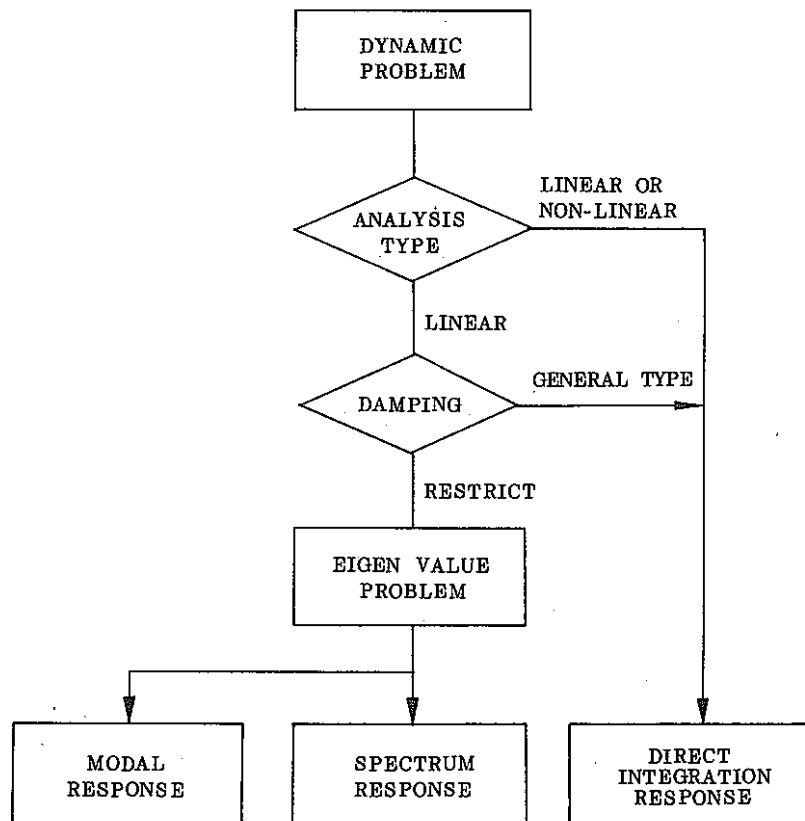 DYNAMIC
PROBLEM
ANALYSIS
TYPE
LINEAR OR
NON-LINEAR
LINEAR
DAMPING
GENERAL TYPE
RESTRICT
EIGEN VALUE
PROBLEM
MODAL
RESPONSE
SPECTRUM
RESPONSE
DIRECT
INTEGRATION
RESPONSE